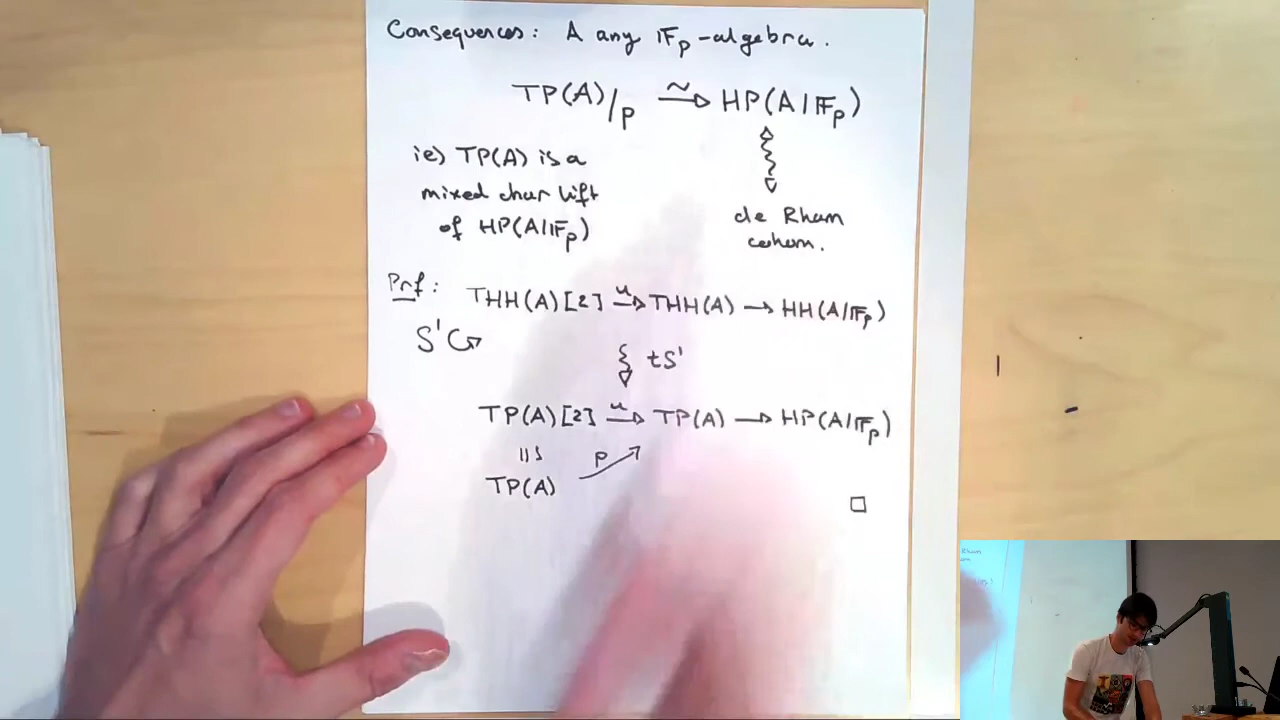 Consequences: A any 𝔽p-algebra.
TP(A)/p ⥲ HP(A|𝔽p)
ie) TP(A) is a
mixed char lift
of HP(A|𝔽p)
de Rham
cohom.
Prf: THH(A)[2] →u THH(A) → HH(A|𝔽p)
S¹
tS¹
TP(A)[2] →u TP(A) → HP(A|𝔽p)
p
TP(A)
□